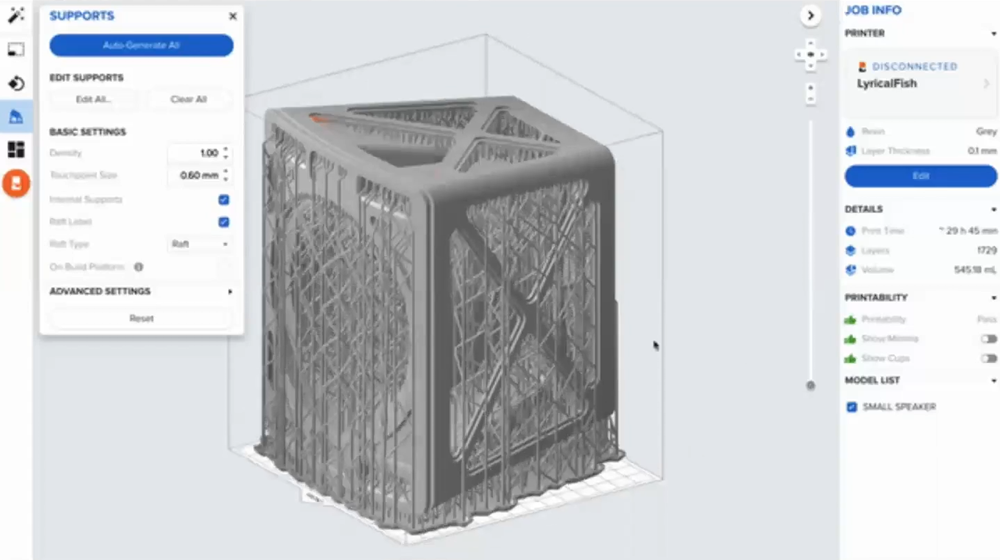 SUPPORTS
Auto-Generate All
EDIT SUPPORTS
Edit All...
Clear All
BASIC SETTINGS
Density
1.00
Touchpoint Size
0.60 mm
Internal Supports
Raft Label
Raft Type
Raft
On Build Platform
ADVANCED SETTINGS
Reset
JOB INFO
PRINTER
DISCONNECTED
LyricalFish
Resin
Grey
Layer Thickness
0.1 mm
Edit
DETAILS
Print Time
~ 29 h 45 min
Layers
1729
Volume
545.18 mL
PRINTABILITY
Printability
Pass
Show Minima
Show Cups
MODEL LIST
SMALL SPEAKER